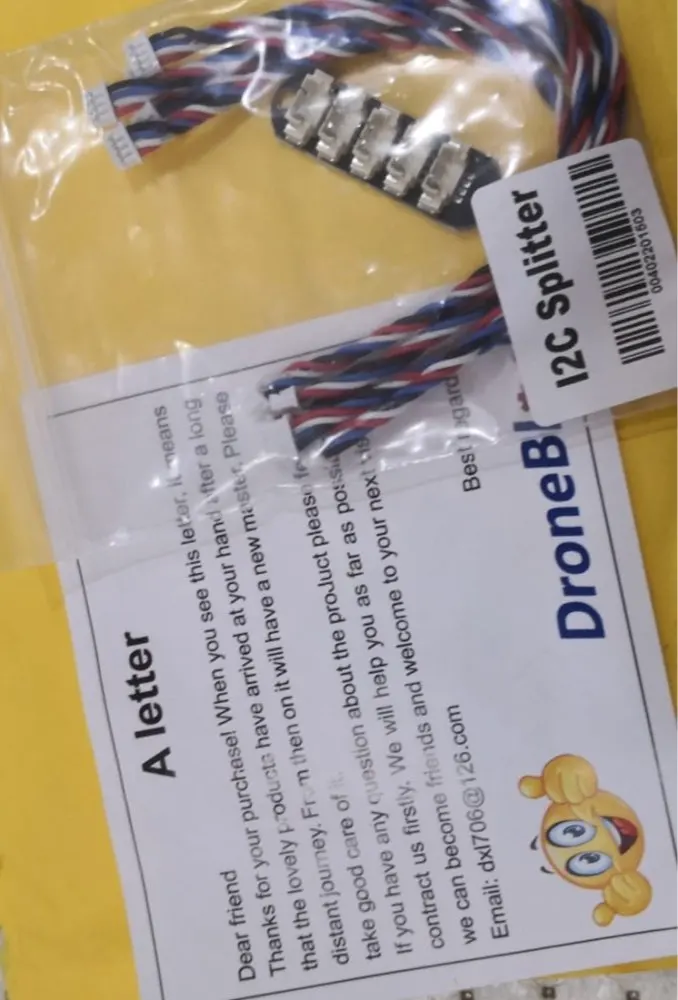 I2C Splitter
00402201603
A letter
Dear friend
Thanks for your purchase! When you see this letter, it means
that the lovely products have arrived at your hand after a long
distant journey. From then on it will have a new master. Please
take good care of it.
If you have any question about the product please
contract us firstly. We will help you as far as
we can become friends and welcome to your next
Email: dxl706@126.com
Best regard
DroneB